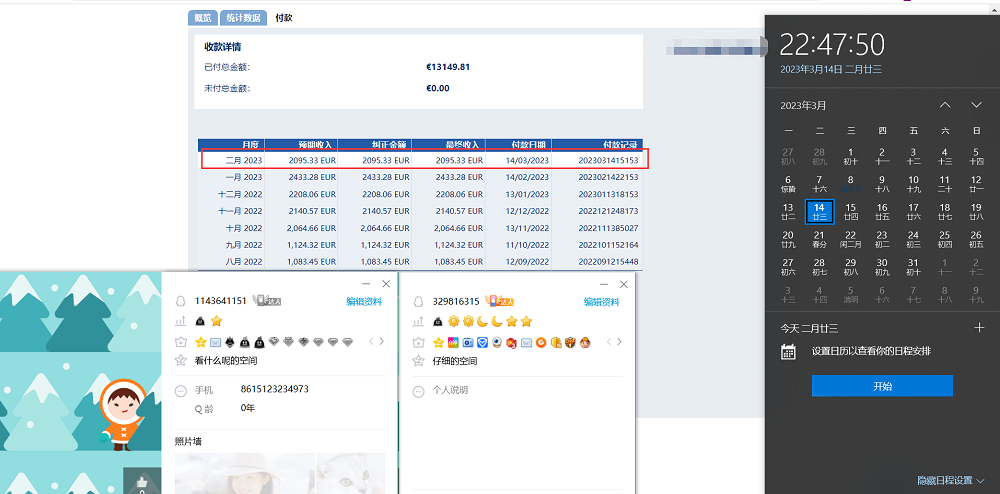 概览 统计数据 付款
收款详情
已付总金额: €13149.81
未付总金额: €0.00
月度 预期收入 纠正金额 最终收入 付款日期 付款记录
二月 2023 2095.33 EUR 2095.33 EUR 2095.33 EUR 14/03/2023 2023031415153
一月 2023 2433.28 EUR 2433.28 EUR 2433.28 EUR 14/02/2023 2023021422153
十二月 2022 2208.06 EUR 2208.06 EUR 2208.06 EUR 13/01/2023 2023011318153
十一月 2022 2140.57 EUR 2140.57 EUR 2140.57 EUR 12/12/2022 2022121248173
十月 2022 2,064.66 EUR 2,064.66 EUR 2,064.66 EUR 13/11/2022 2022111385027
九月 2022 1,124.32 EUR 1,124.32 EUR 1,124.32 EUR 11/10/2022 2022101152164
八月 2022 1,083.45 EUR 1,083.45 EUR 1,083.45 EUR 12/09/2022 2022091215448
1143641151 达人 编辑资料
看什么呢的空间
手机 8615123234973
Q 龄 0年
照片墙
329816315 达人 编辑资料
仔细的空间
个人说明
22:47:50
2023年3月14日 二月廿三
2023年3月
一 二 三 四 五 六 日
27 28 1 2 3 4 5
初八 初九 初十 十一 十二 十三 十四
6 7 8 9 10 11 12
惊蛰 十六 十八 十九 二十 廿一
13 14 15 16 17 18 19
廿二 廿三 廿四 廿五 廿六 廿七 廿八
20 21 22 23 24 25 26
廿九 春分 闰二月 初二 初三 初四 初五
27 28 29 30 31 1 2
初六 初七 初八 初九 初十 十一 十二
3 4 5 6 7 8 9
十三 十四 清明 十六 十七 十八 十九
今天 二月廿三
设置日历以查看你的日程安排
开始
隐藏日程设置